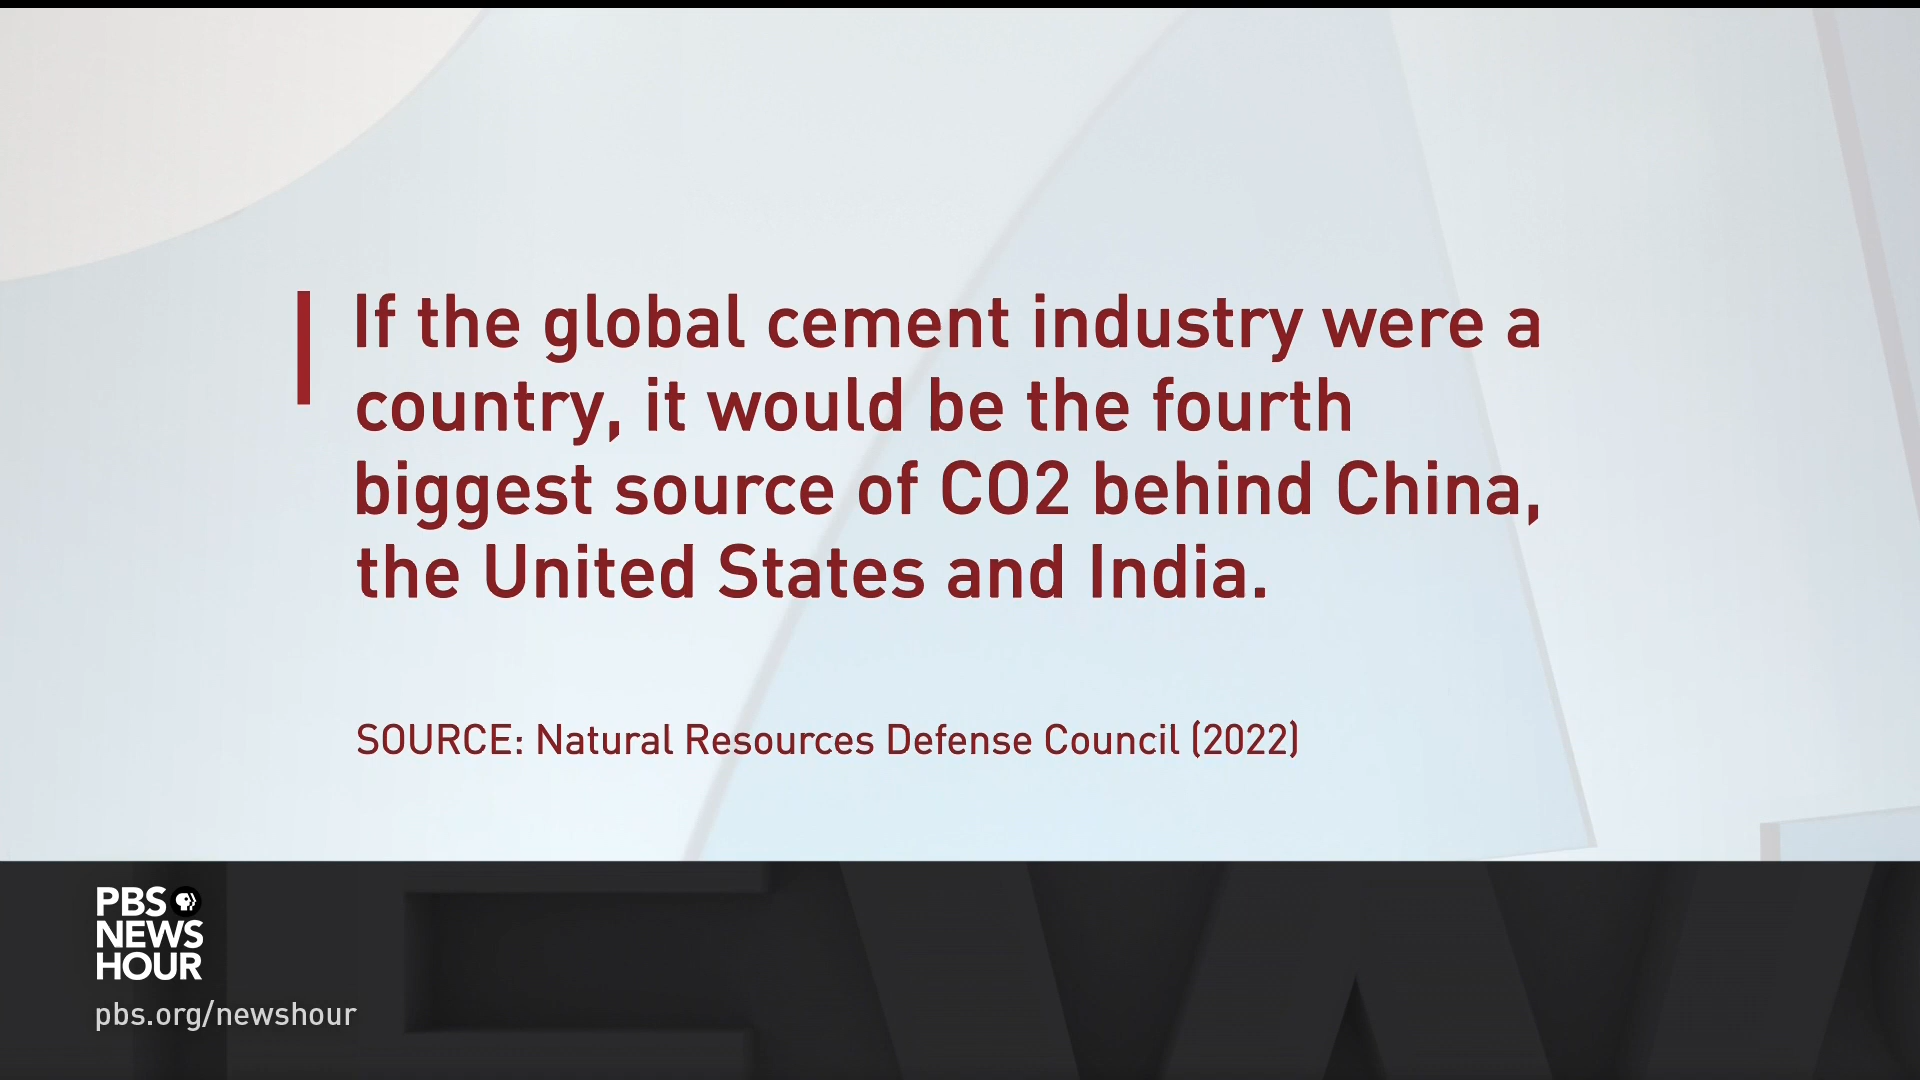 If the global cement industry were a
country, it would be the fourth
biggest source of CO2 behind China,
the United States and India.
SOURCE: Natural Resources Defense Council (2022)
PBS
NEWS
HOUR
pbs.org/newshour